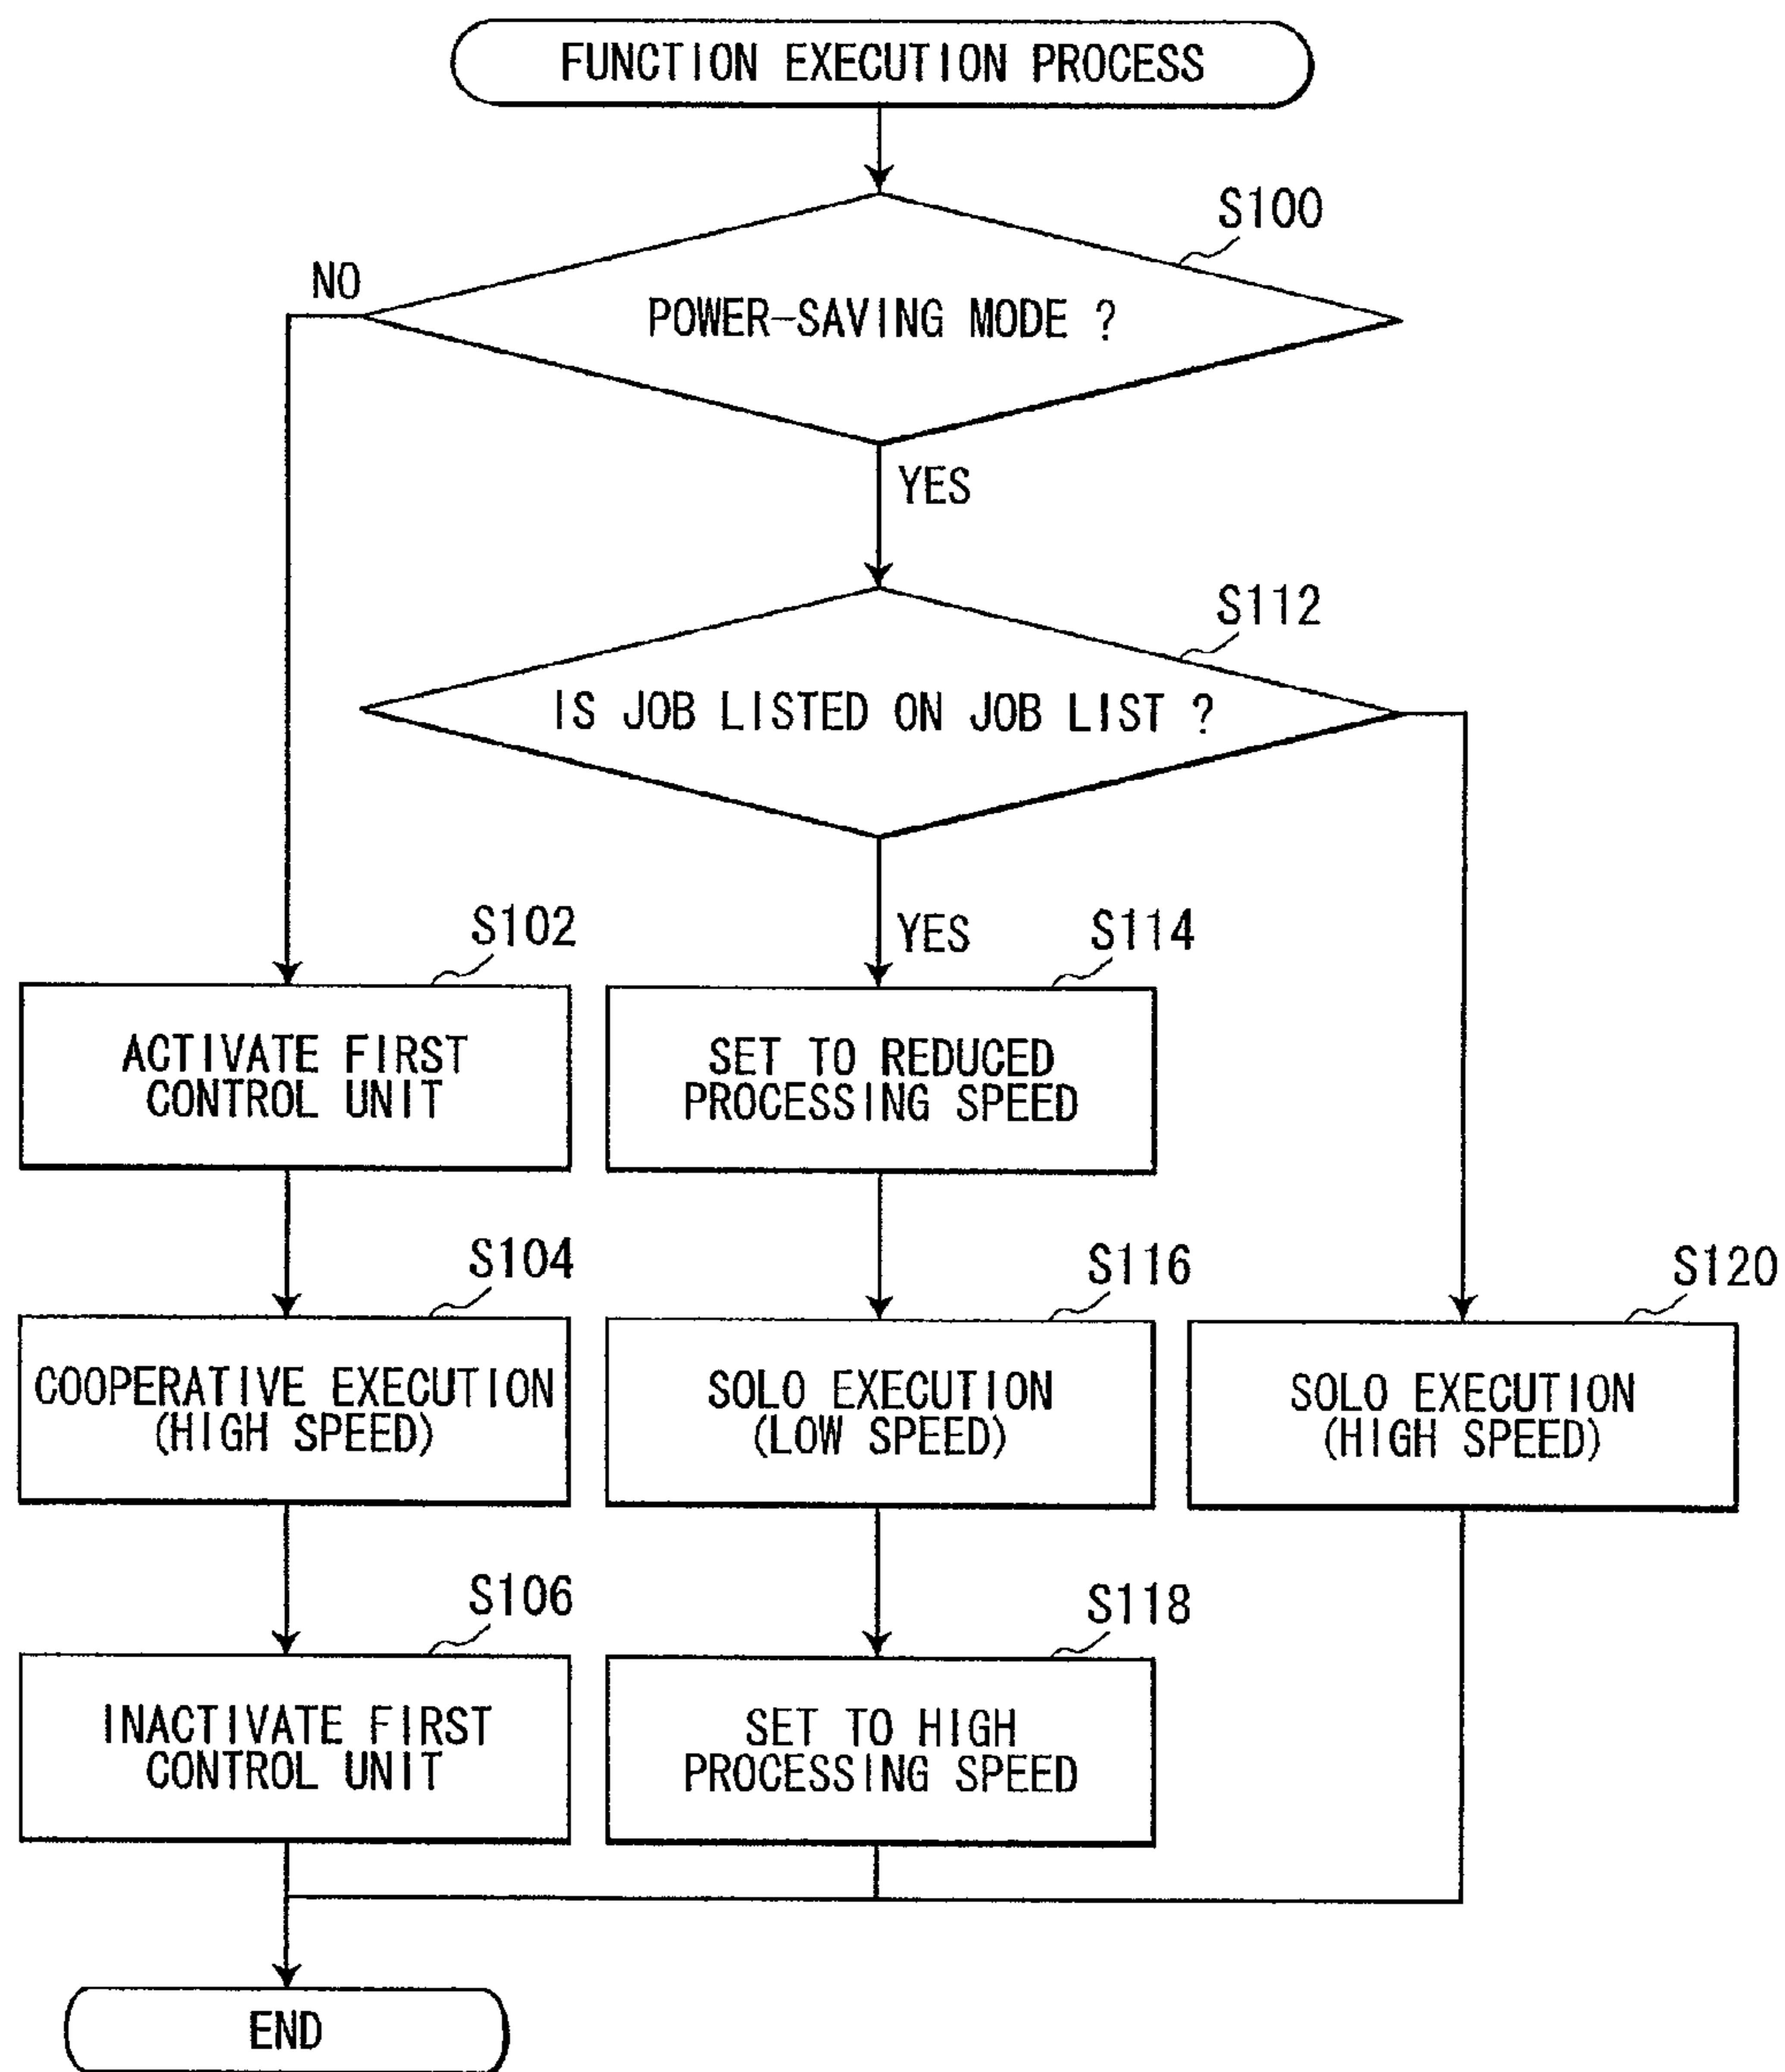 FUNCTION EXECUTION PROCESS
S100
NO
POWER-SAVING MODE ?
YES
S112
IS JOB LISTED ON JOB LIST ?
S102
YES
S114
ACTIVATE FIRST
CONTROL UNIT
SET TO REDUCED
PROCESSING SPEED
S104
S116
S120
COOPERATIVE EXECUTION
(HIGH SPEED)
SOLO EXECUTION
(LOW SPEED)
SOLO EXECUTION
(HIGH SPEED)
S106
S118
INACTIVATE FIRST
CONTROL UNIT
SET TO HIGH
PROCESSING SPEED
END